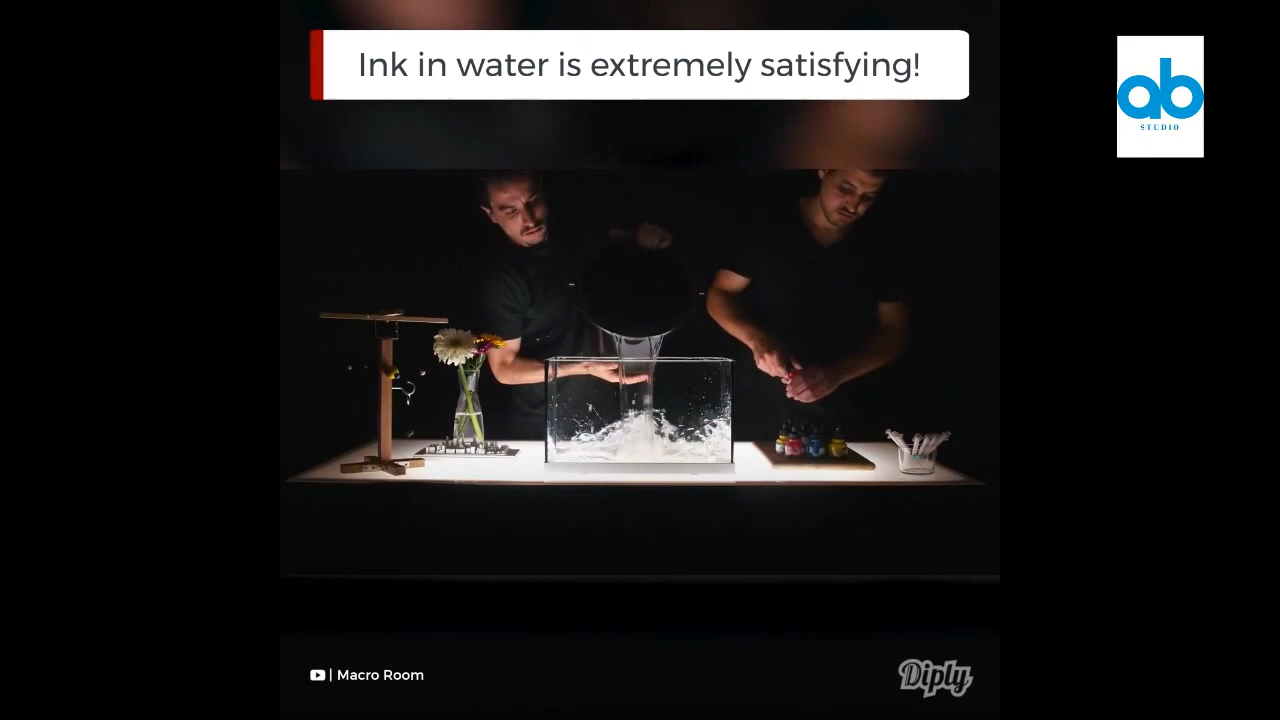 Ink in water is extremely satisfying!
ab
STUDIO
| Macro Room
Diply